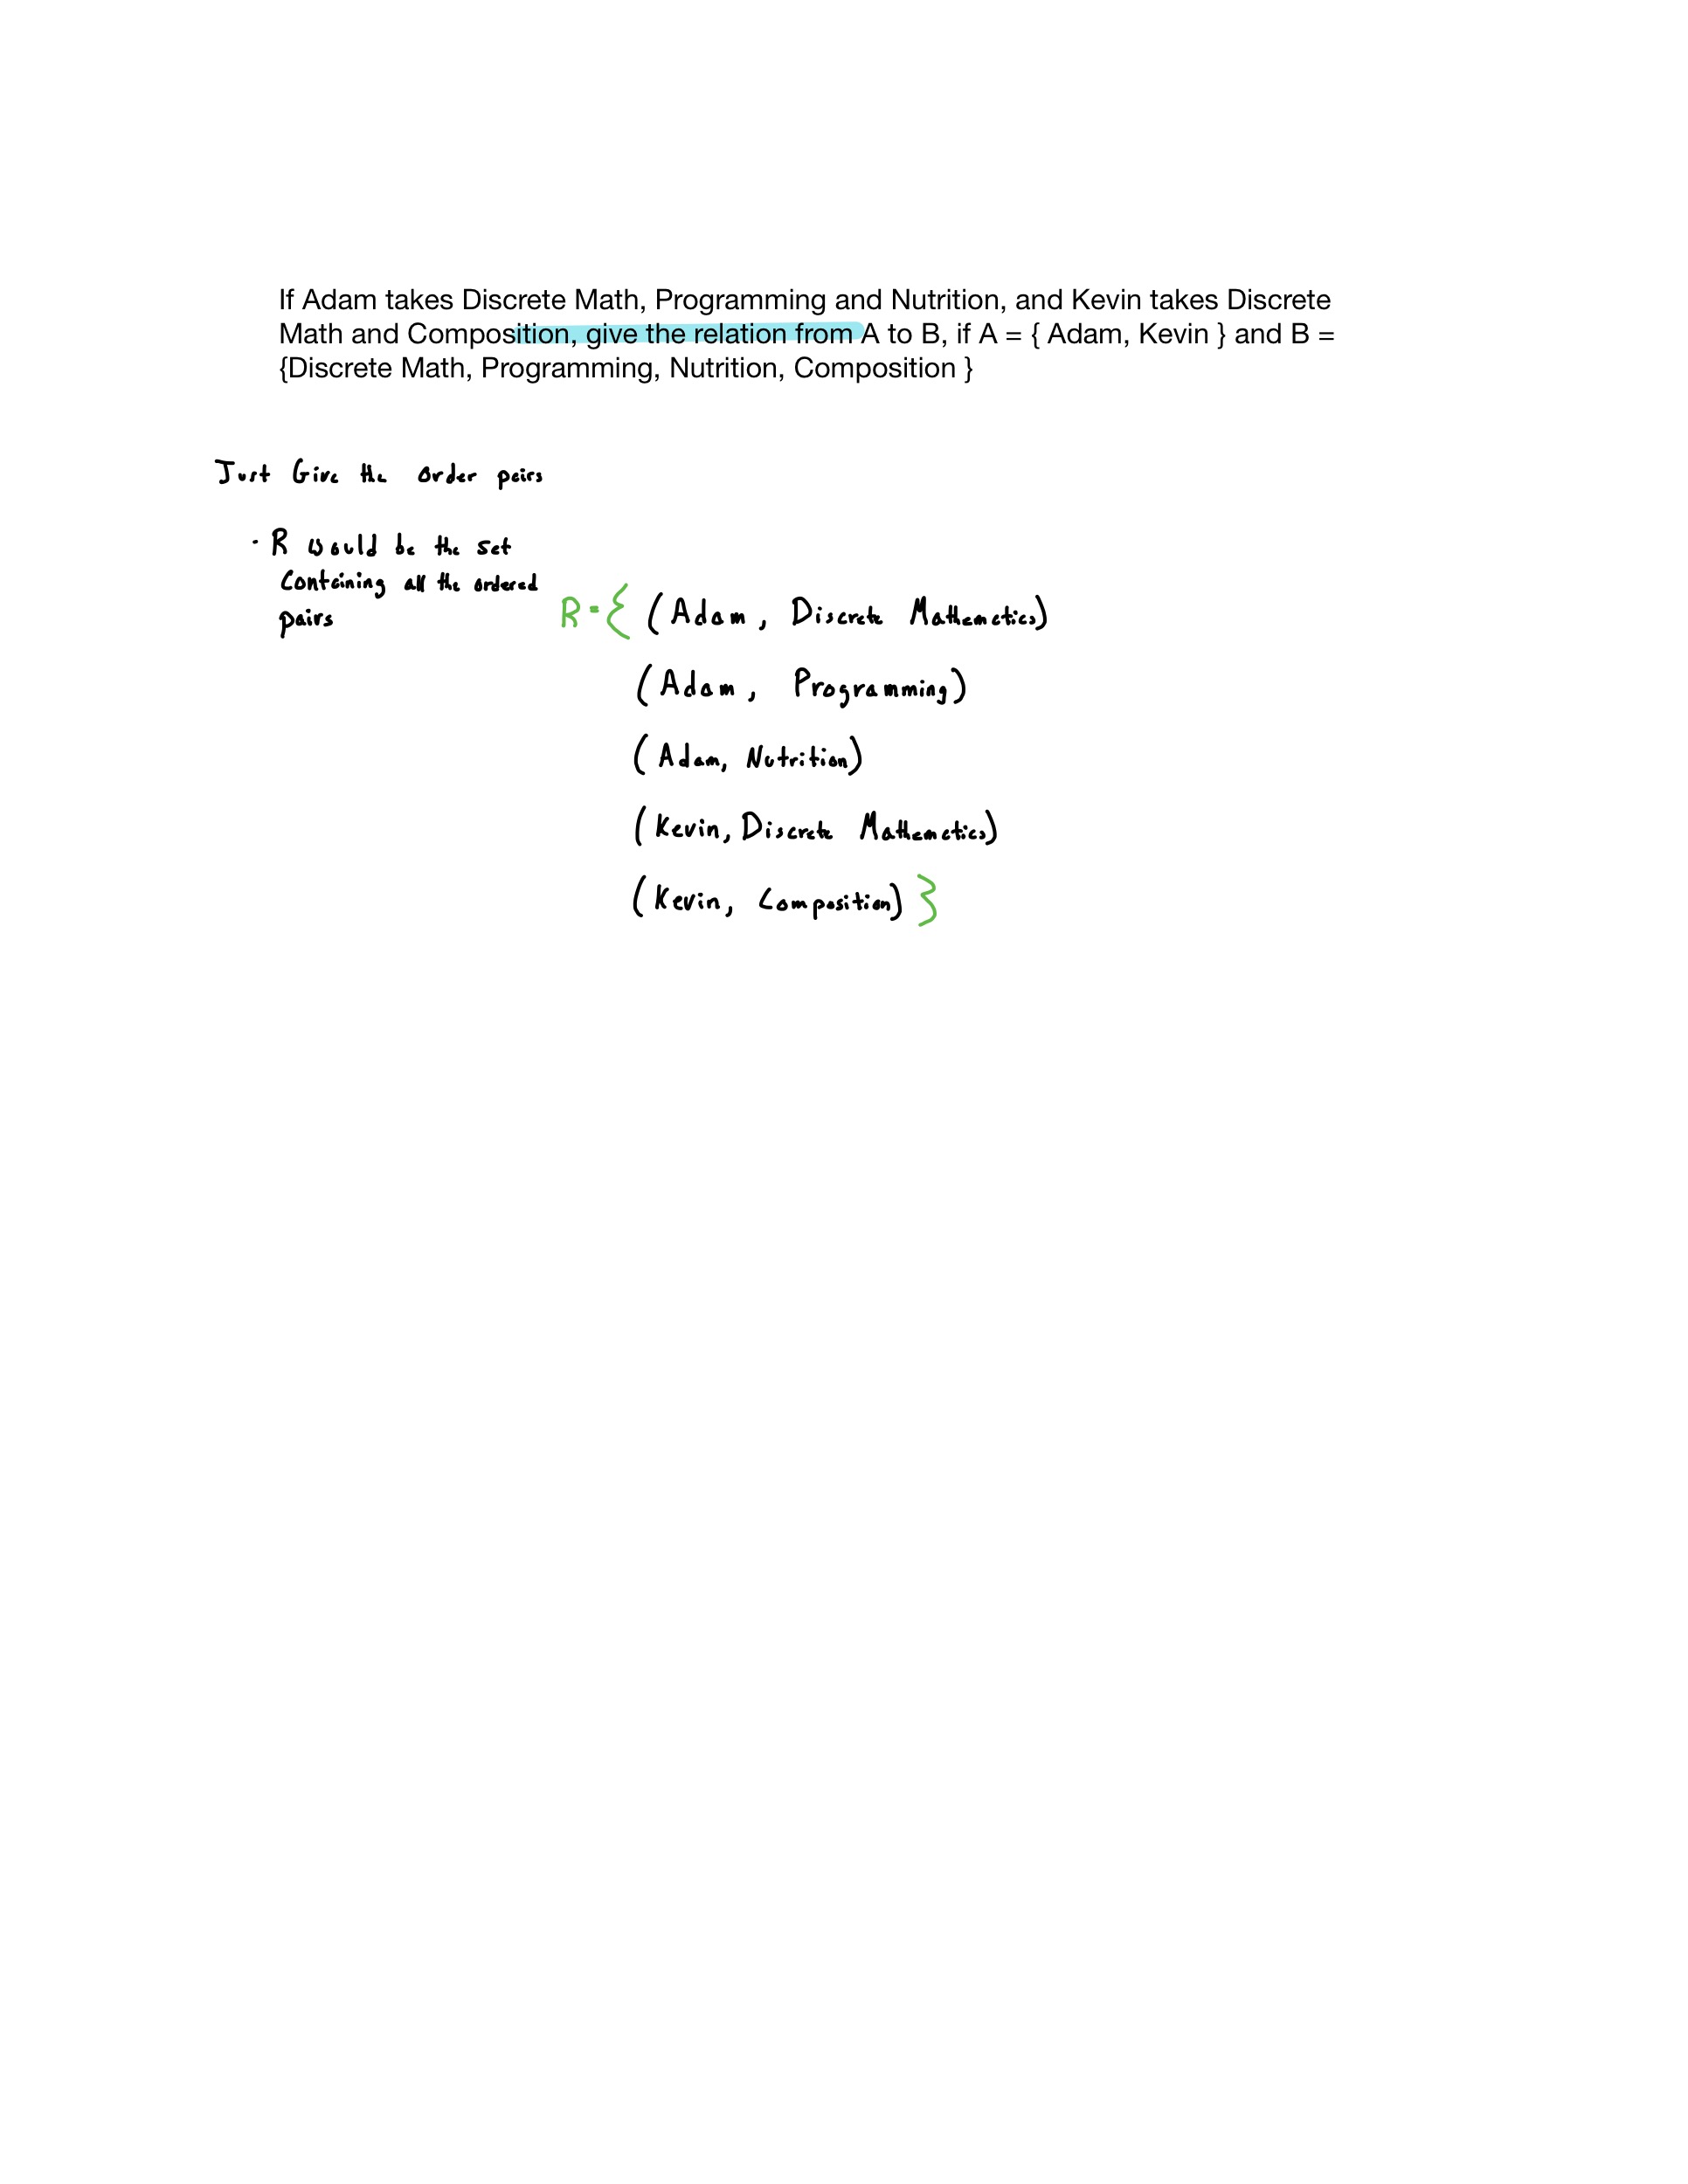 If Adam takes Discrete Math, Programming and Nutrition, and Kevin takes Discrete
Math and Composition, give the relation from A to B, if A = { Adam, Kevin } and B =
{Discrete Math, Programming, Nutrition, Composition }
Just Give the order pairs
· R would be the set
containing all the ordered
pairs
R = { (Adam, Discrete Mathematics)
(Adam, Programming)
(Adam, Nutrition)
(Kevin, Discrete Mathematics)
(Kevin, Composition) }